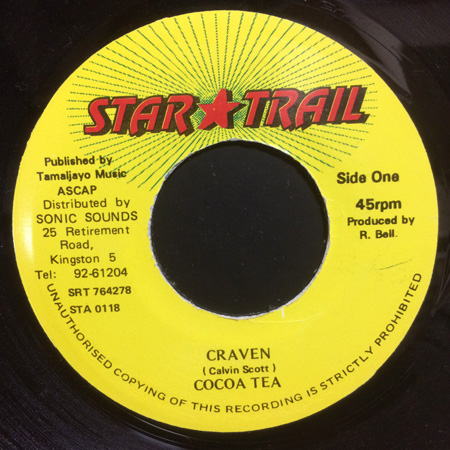 STAR★TRAIL
Published by
Tamaljayo Music
ASCAP
Distributed by
SONIC SOUNDS
25 Retirement
Road,
Kingston 5
Tel: 92-61204
SRT 764278
STA 0118
Side One
45rpm
Produced by
R. Bell.
CRAVEN
( Calvin Scott )
COCOA TEA
UNAUTHORISED COPYING OF THIS RECORDING IS STRICTLY PROHIBITED